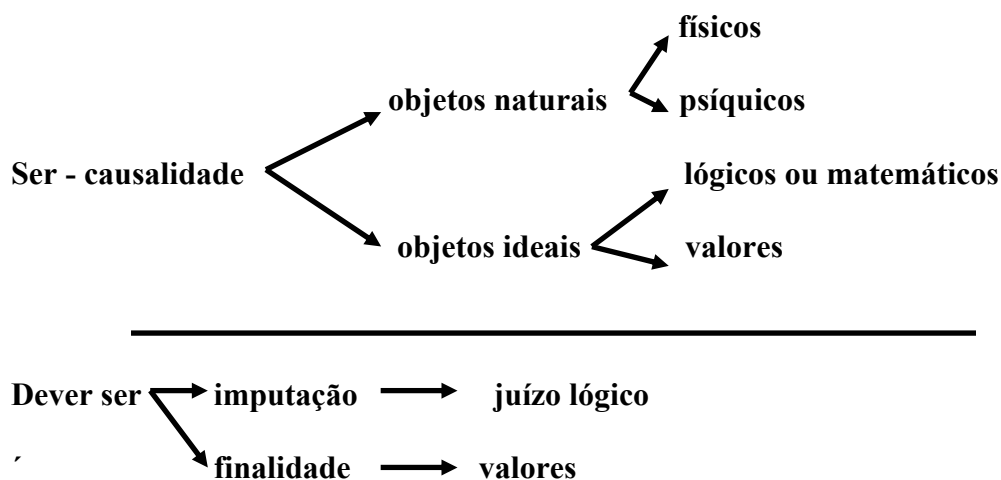 físicos
objetos naturais
psíquicos
Ser - causalidade
lógicos ou matemáticos
objetos ideais
valores
Dever ser
imputação
juízo lógico
´
finalidade
valores